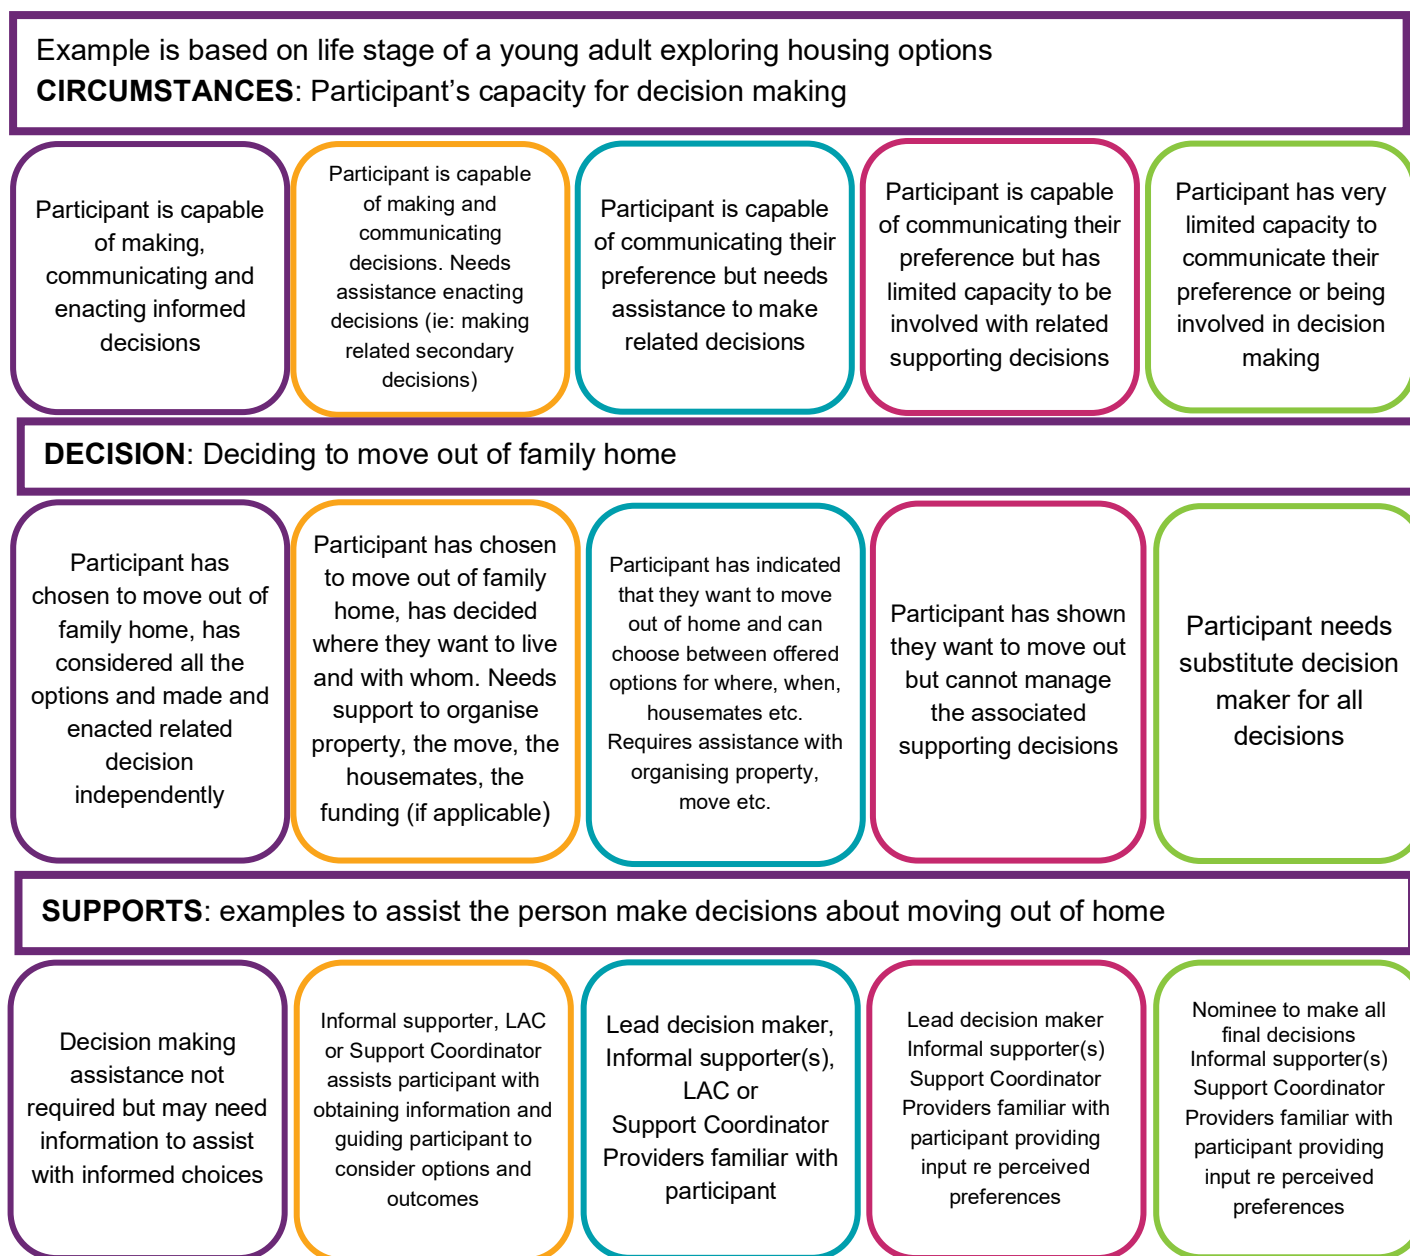 Example is based on life stage of a young adult exploring housing options
CIRCUMSTANCES: Participant’s capacity for decision making
Participant is capable
of making,
communicating and
enacting informed
decisions
Participant is capable
of making and
communicating
decisions. Needs
assistance enacting
decisions (ie: making
related secondary
decisions)
Participant is capable
of communicating their
preference but needs
assistance to make
related decisions
Participant is capable
of communicating their
preference but has
limited capacity to be
involved with related
supporting decisions
Participant has very
limited capacity to
communicate their
preference or being
involved in decision
making
DECISION: Deciding to move out of family home
Participant has
chosen to move out of
family home, has
considered all the
options and made and
enacted related
decision
independently
Participant has chosen
to move out of family
home, has decided
where they want to live
and with whom. Needs
support to organise
property, the move, the
housemates, the
funding (if applicable)
Participant has indicated
that they want to move
out of home and can
choose between offered
options for where, when,
housemates etc.
Requires assistance with
organising property,
move etc.
Participant has shown
they want to move out
but cannot manage
the associated
supporting decisions
Participant needs
substitute decision
maker for all
decisions
SUPPORTS: examples to assist the person make decisions about moving out of home
Decision making
assistance not
required but may need
information to assist
with informed choices
Informal supporter, LAC
or Support Coordinator
assists participant with
obtaining information and
guiding participant to
consider options and
outcomes
Lead decision maker,
Informal supporter(s),
LAC or
Support Coordinator
Providers familiar with
participant
Lead decision maker
Informal supporter(s)
Support Coordinator
Providers familiar with
participant providing
input re perceived
preferences
Nominee to make all
final decisions
Informal supporter(s)
Support Coordinator
Providers familiar with
participant providing
input re perceived
preferences